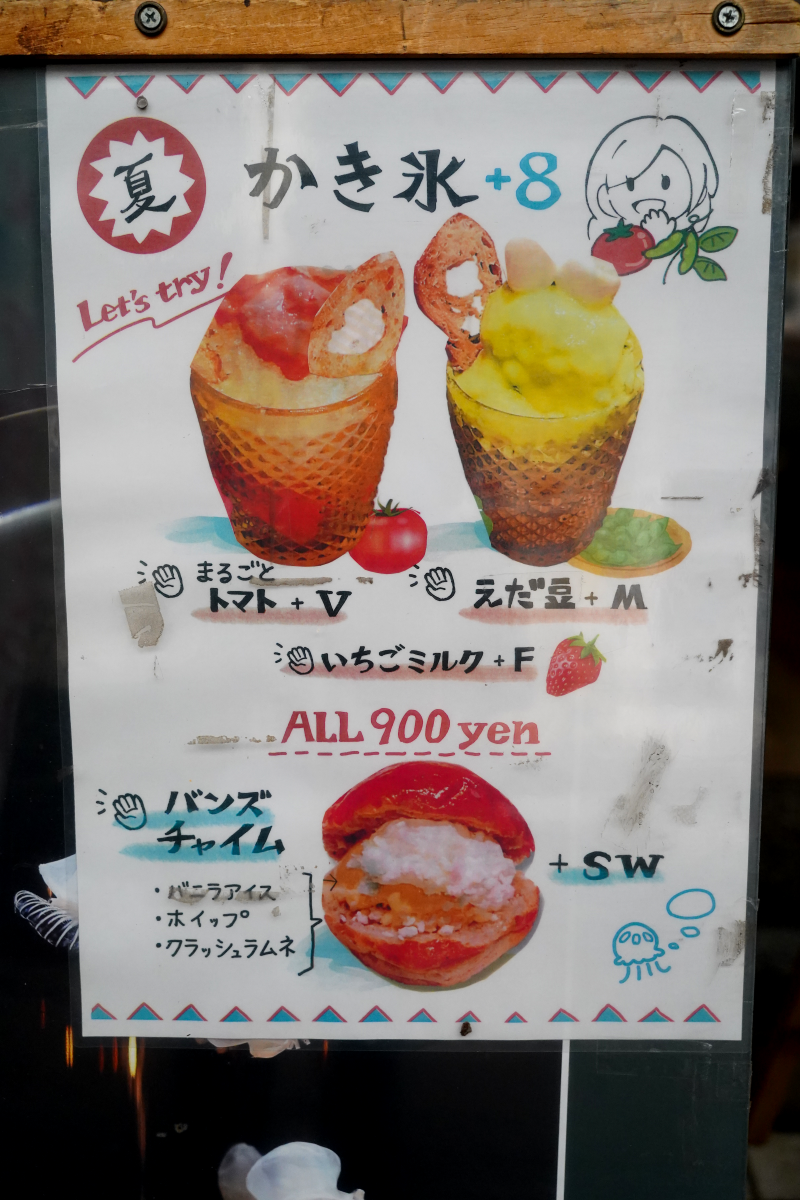 夏
かき氷+8
Let's try!
まるごと
トマト+V
えだ豆+M
いちごミルク+F
ALL 900 yen
バンズ
チャイム
・バニラアイス
・ホイップ
・クラッシュラムネ
+SW